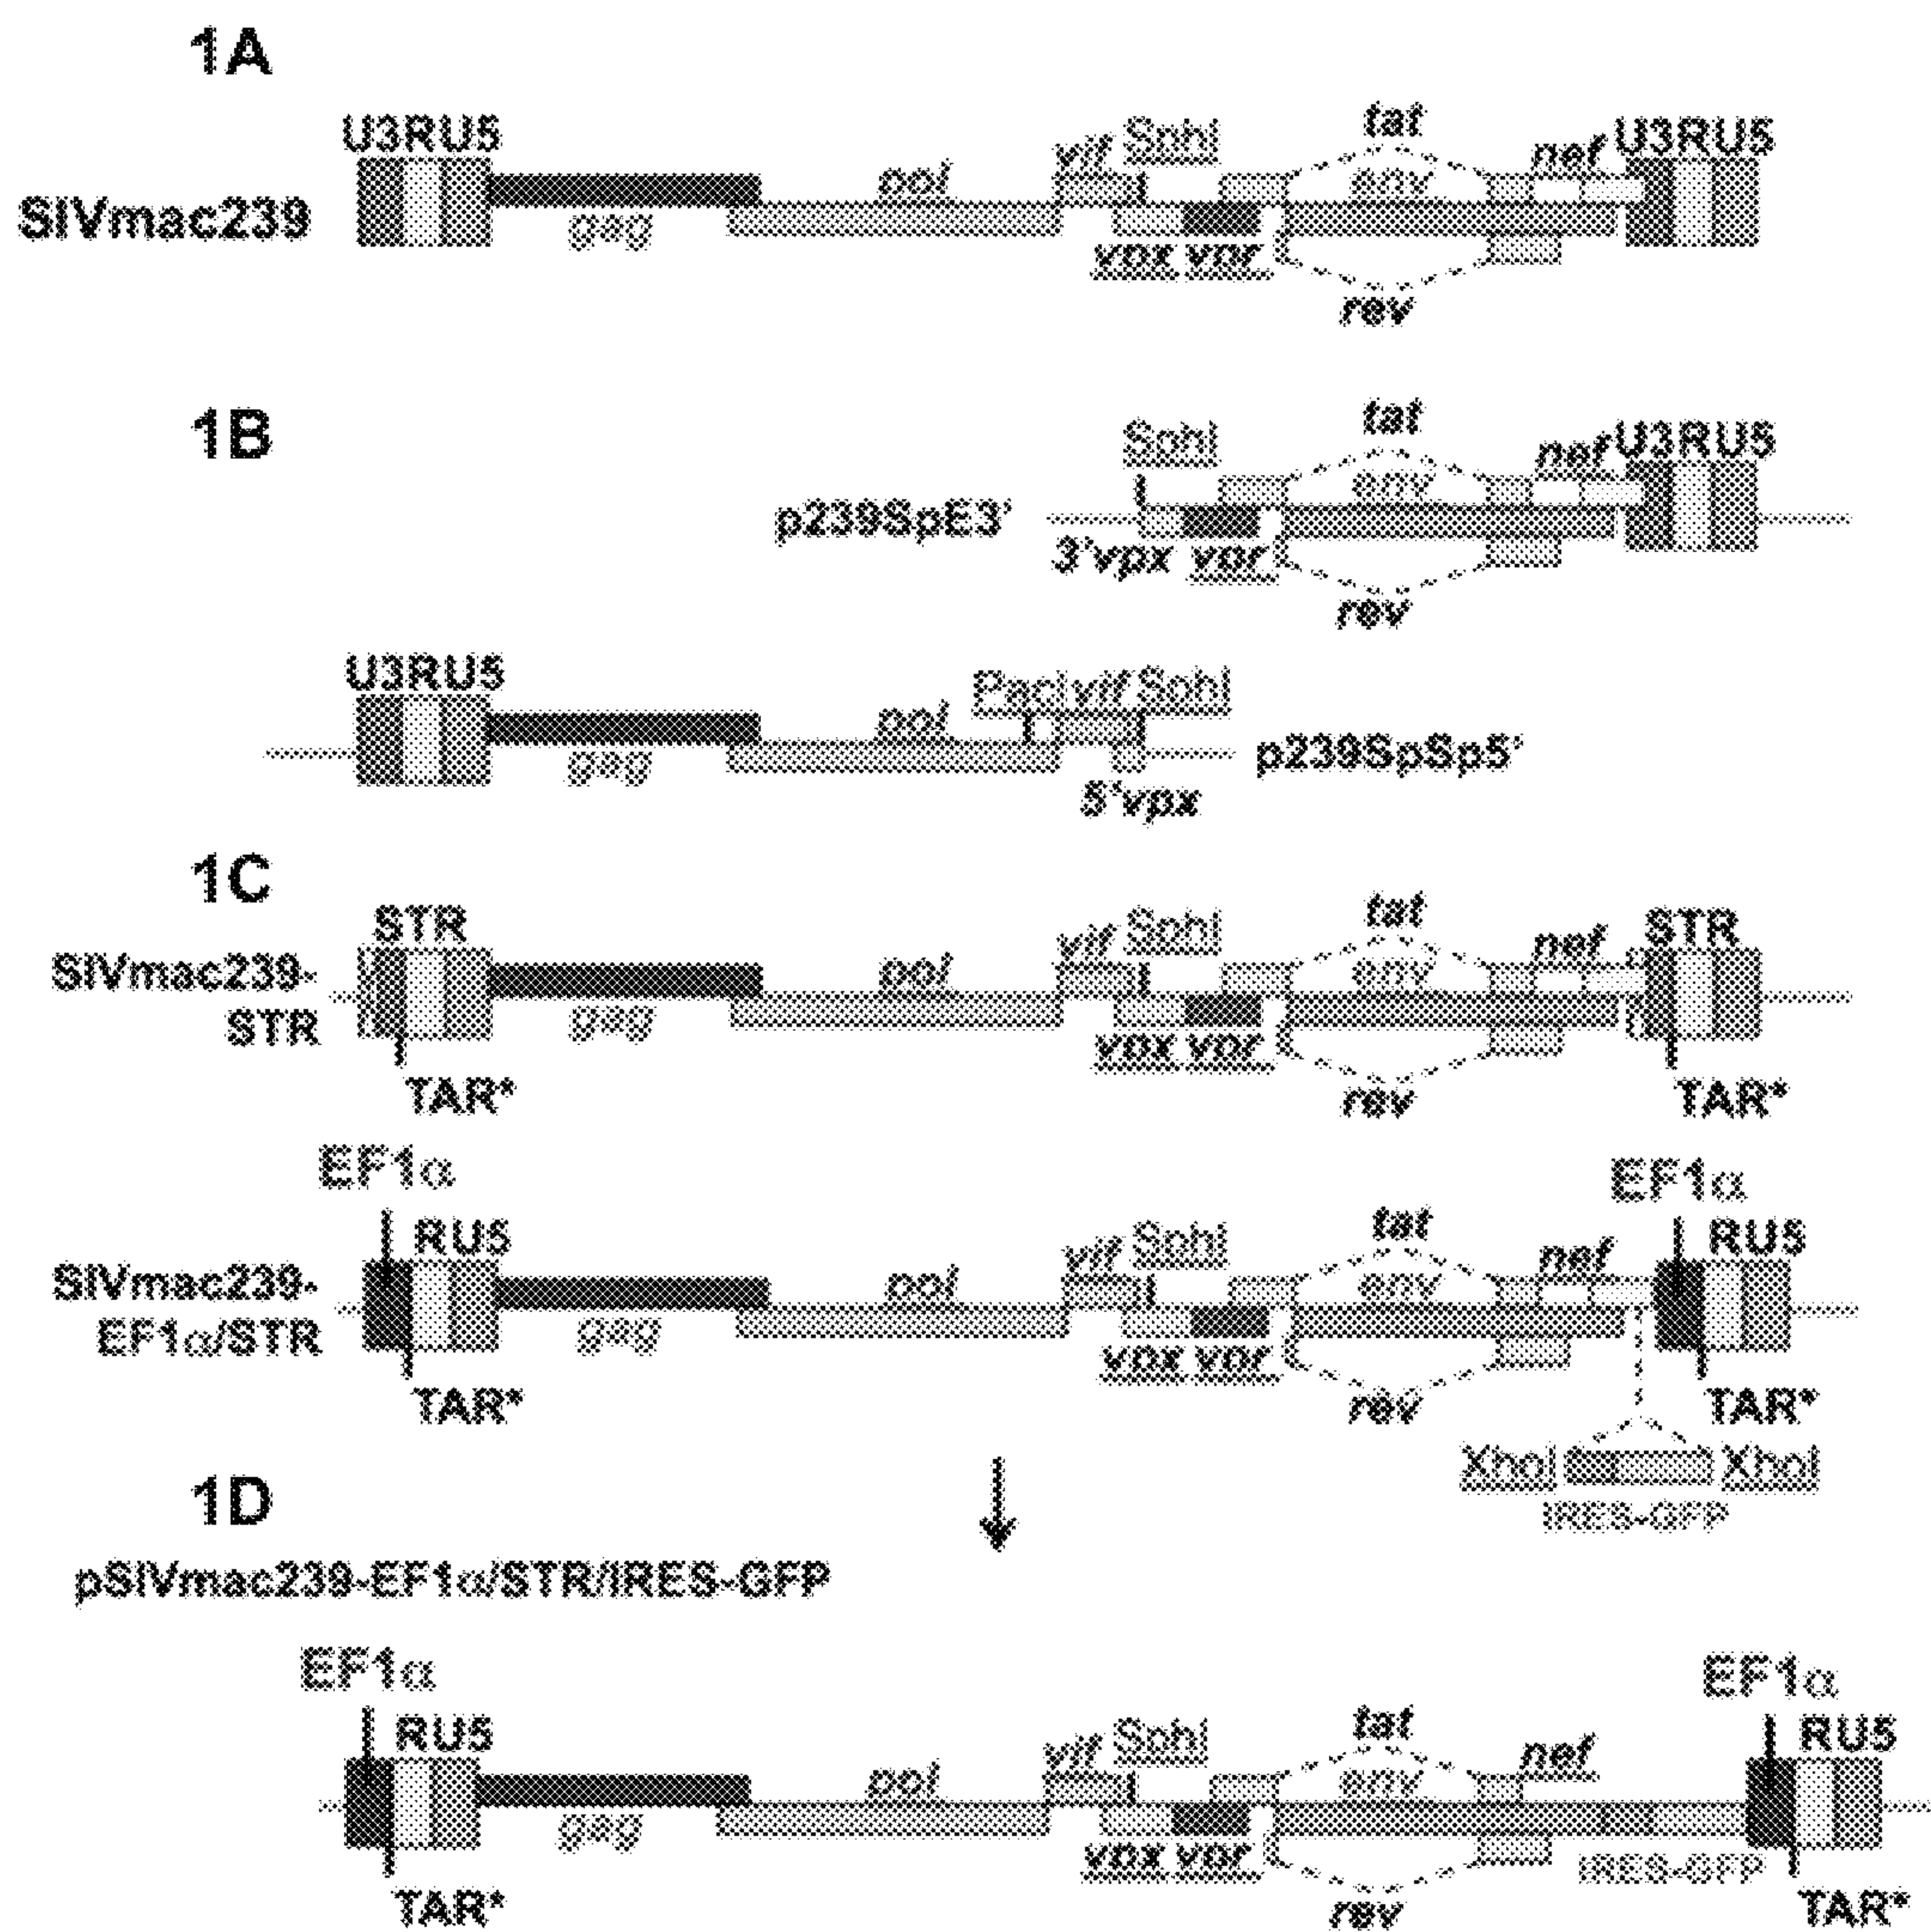 1A
U3RU5
SIVmac239
gag
pol
vif
SphI
vpx vpr
tat
env
rev
nef
U3RU5
1B
p239SpE3'
SphI
3'vpx vpr
tat
env
rev
nef
U3RU5
U3RU5
gag
pol
PacI vif SphI
5'vpx
p239SpSp5'
1C
SIVmac239-
STR
STR
TAR*
gag
pol
vif
SphI
vpx vpr
tat
env
rev
nef
STR
TAR*
SIVmac239-
EF1α/STR
EF1α
RU5
TAR*
gag
pol
vif
SphI
vpx vpr
tat
env
rev
nef
EF1α
RU5
TAR*
XhoI
XhoI
IRES-GFP
1D
pSIVmac239-EF1α/STR/IRES-GFP
EF1α
RU5
TAR*
gag
pol
vif
SphI
vpx vpr
tat
env
rev
nef
IRES-GFP
EF1α
RU5
TAR*